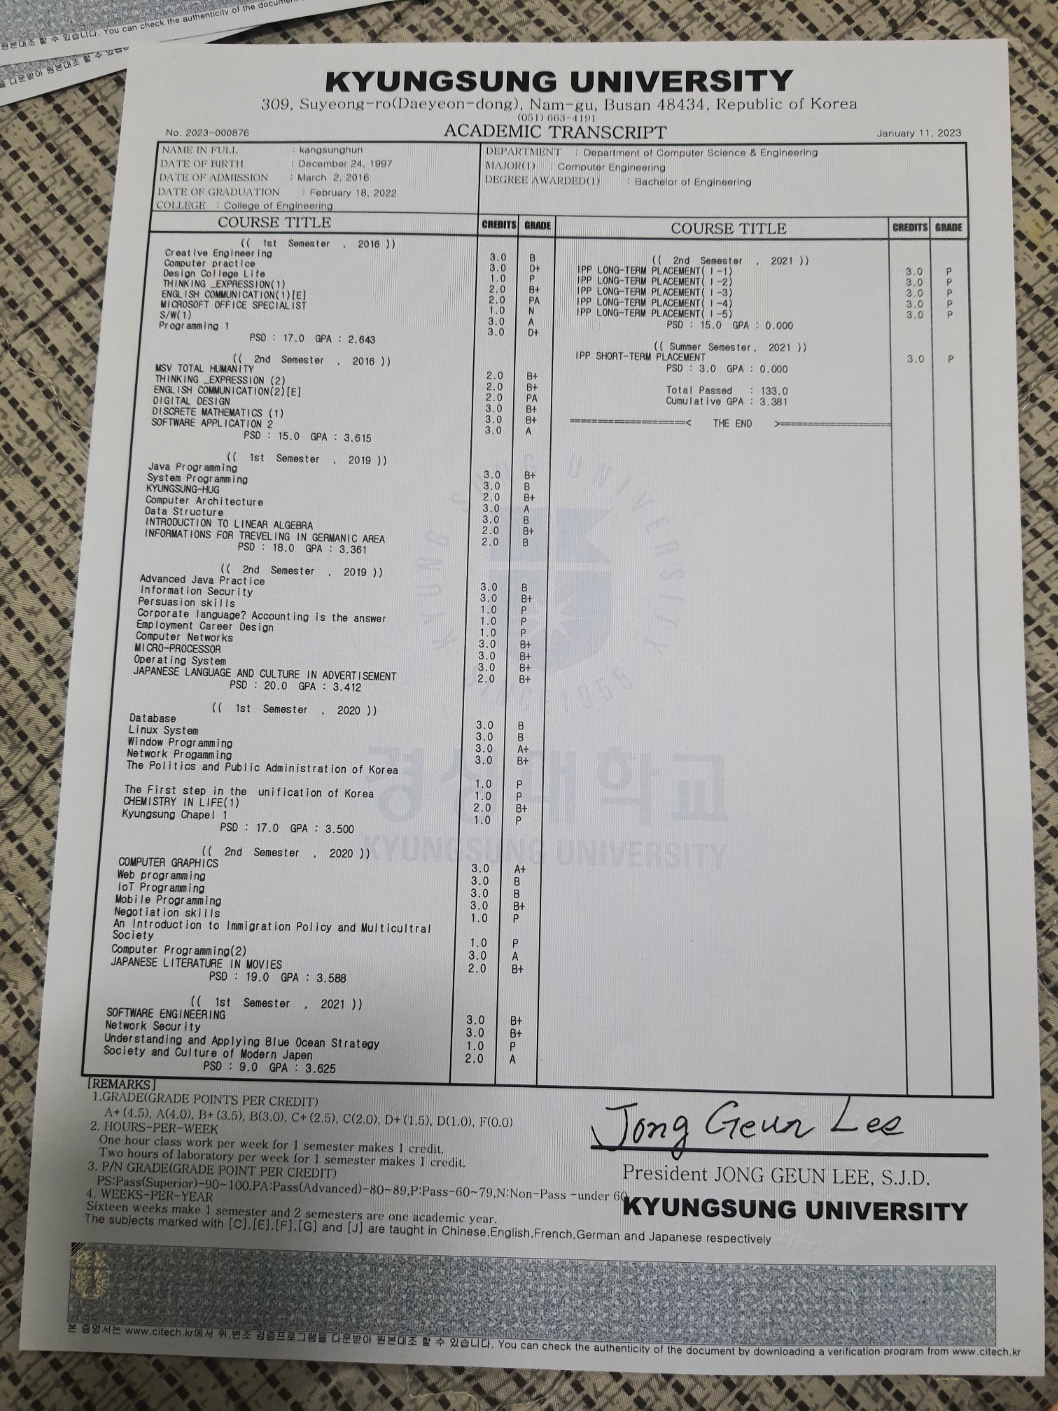 원본대조 할 수 있습니다. You can check the authenticity of the docum
KYUNGSUNG UNIVERSITY
309, Suyeong-ro(Daeyeon-dong), Nam-gu, Busan 48434, Republic of Korea
(051) 663-4191
No. 2023-000876 ACADEMIC TRANSCRIPT January 11, 2023
NAME IN FULL : kangsunghun
DATE OF BIRTH : December 24, 1997
DATE OF ADMISSION : March 2, 2016
DATE OF GRADUATION : February 18, 2022
COLLEGE : College of Engineering
DEPARTMENT : Department of Computer Science & Engineering
MAJOR(1) : Computer Engineering
DEGREE AWARDED(1) : Bachelor of Engineering
COURSE TITLE CREDITS GRADE
(( 1st Semester , 2016 ))
Creative Engineering 3.0 B
Computer practice 3.0 D+
Design College Life 1.0 P
THINKING _EXPRESSION(1) 2.0 B+
ENGLISH COMMUNICATION(1)[E] 2.0 PA
MICROSOFT OFFICE SPECIALIST 1.0 N
S/W(1) 3.0 A
Programming 1 3.0 D+
PSD : 17.0 GPA : 2.643
(( 2nd Semester , 2016 ))
MSV TOTAL HUMANITY 2.0 B+
THINKING _EXPRESSION (2) 2.0 B+
ENGLISH COMMUNICATION(2)[E] 2.0 PA
DIGITAL DESIGN 3.0 B+
DISCRETE MATHEMATICS (1) 3.0 B+
SOFTWARE APPLICATION 2 3.0 A
PSD : 15.0 GPA : 3.615
(( 1st Semester , 2019 ))
Java Programming 3.0 B+
System Programming 3.0 B
KYUNGSUNG-HUG 2.0 B+
Computer Architecture 3.0 A
Data Structure 3.0 B
INTRODUCTION TO LINEAR ALGEBRA 2.0 B+
INFORMATIONS FOR TREVELING IN GERMANIC AREA 2.0 B
PSD : 18.0 GPA : 3.361
(( 2nd Semester , 2019 ))
Advanced Java Practice 3.0 B
Information Security 3.0 B+
Persuasion skills 1.0 P
Corporate language? Accounting is the answer 1.0 P
Employment Career Design 1.0 P
Computer Networks 3.0 B+
MICRO-PROCESSOR 3.0 B+
Operating System 3.0 B+
JAPANESE LANGUAGE AND CULTURE IN ADVERTISEMENT 2.0 B+
PSD : 20.0 GPA : 3.412
(( 1st Semester , 2020 ))
Database 3.0 B
Linux System 3.0 B
Window Programming 3.0 A+
Network Progamming 3.0 B+
The Politics and Public Administration of Korea
1.0 P
The First step in the unification of Korea 1.0 P
CHEMISTRY IN LIFE(1) 2.0 B+
Kyungsung Chapel 1 1.0 P
PSD : 17.0 GPA : 3.500
(( 2nd Semester , 2020 ))
COMPUTER GRAPHICS 3.0 A+
Web programming 3.0 B
IoT Programming 3.0 B
Mobile Programming 3.0 B+
Negotiation skills 1.0 P
An Introduction to Immigration Policy and Multicultral
Society 1.0 P
Computer Programming(2) 3.0 A
JAPANESE LITERATURE IN MOVIES 2.0 B+
PSD : 19.0 GPA : 3.588
(( 1st Semester , 2021 ))
SOFTWARE ENGINEERING 3.0 B+
Network Security 3.0 B+
Understanding and Applying Blue Ocean Strategy 1.0 P
Society and Culture of Modern Japen 2.0 A
PSD : 9.0 GPA : 3.625
COURSE TITLE CREDITS GRADE
(( 2nd Semester , 2021 ))
IPP LONG-TERM PLACEMENT(Ⅰ-1) 3.0 P
IPP LONG-TERM PLACEMENT(Ⅰ-2) 3.0 P
IPP LONG-TERM PLACEMENT(Ⅰ-3) 3.0 P
IPP LONG-TERM PLACEMENT(Ⅰ-4) 3.0 P
IPP LONG-TERM PLACEMENT(Ⅰ-5) 3.0 P
PSD : 15.0 GPA : 0.000
(( Summer Semester, 2021 ))
IPP SHORT-TERM PLACEMENT 3.0 P
PSD : 3.0 GPA : 0.000
Total Passed : 133.0
Cumulative GPA : 3.381
====================< THE END >====================
KYUNGSUNG UNIVERSITY
SINCE1955
경성대학교
KYUNGSUNG UNIVERSITY
[REMARKS]
1.GRADE(GRADE POINTS PER CREDIT)
A+(4.5), A(4.0), B+(3.5), B(3.0), C+(2.5), C(2.0), D+(1.5), D(1.0), F(0.0)
2. HOURS-PER-WEEK
One hour class work per week for 1 semester makes 1 credit.
Two hours of laboratory per week for 1 semester makes 1 credit.
3. P/N GRADE(GRADE POINT PER CREDIT)
PS:Pass(Superior)-90~100,PA:Pass(Advanced)-80~89,P:Pass-60~79,N:Non-Pass -under 60
4. WEEKS-PER-YEAR
Sixteen weeks make 1 semester and 2 semesters are one academic year.
The subjects marked with [C],[E],[F],[G] and [J] are taught in Chinese,English,French,German and Japanese respectively
Jong Geun Lee
President JONG GEUN LEE, S.J.D.
KYUNGSUNG UNIVERSITY
본 증명서는 www.citech.kr에서 위,변조 검증프로그램을 다운받아 원본대조 할 수 있습니다. You can check the authenticity of the document by downloading a verification program from www.citech.kr